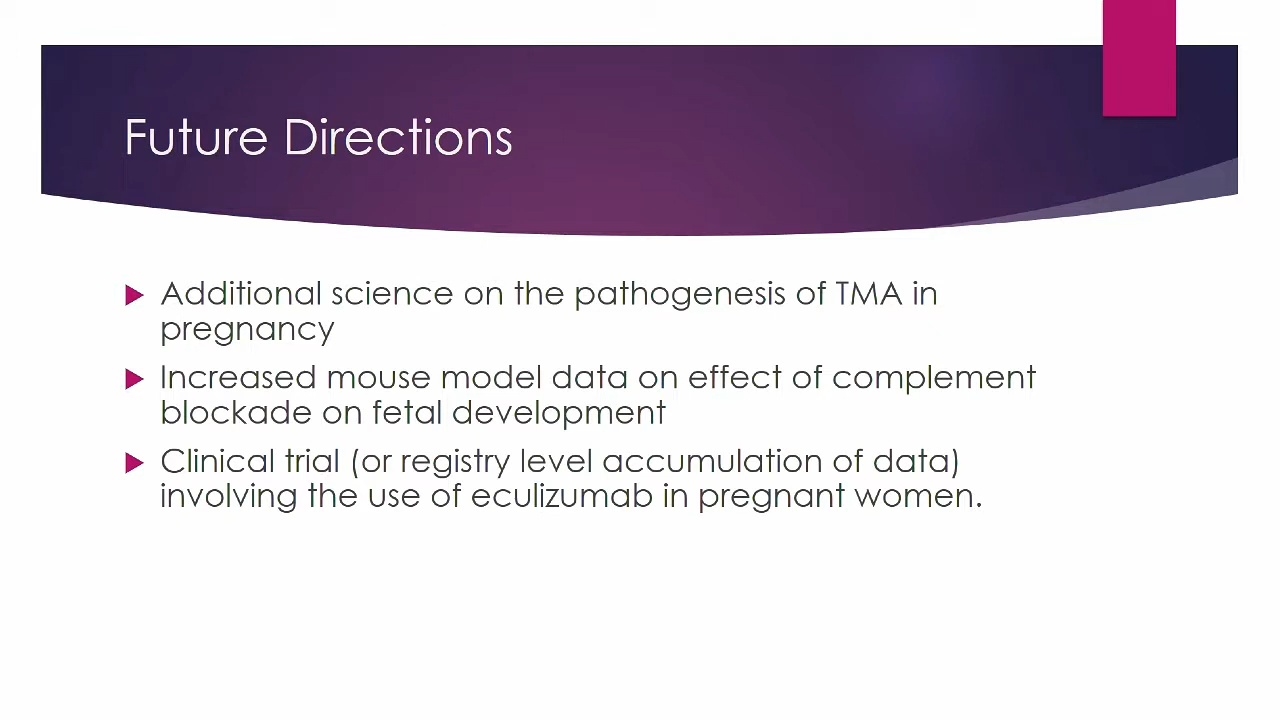 Future Directions
Additional science on the pathogenesis of TMA in
pregnancy
Increased mouse model data on effect of complement
blockade on fetal development
Clinical trial (or registry level accumulation of data)
involving the use of eculizumab in pregnant women.